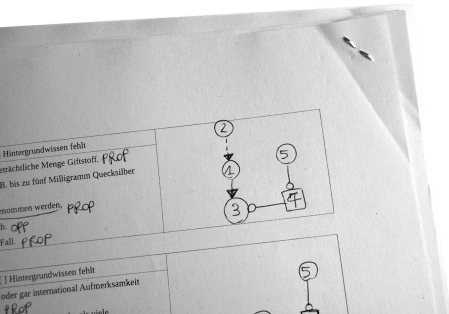 ] Hintergrundwissen fehlt
eträchtliche Menge Giftstoff. PROP
B. bis zu fünf Milligramm Quecksilber
enommen werden, PROP
h. OPP
Fall. PROP
2
1
5
3
4
[ ] Hintergrundwissen fehlt
oder gar international Aufmerksamkeit
PROP
viele
5